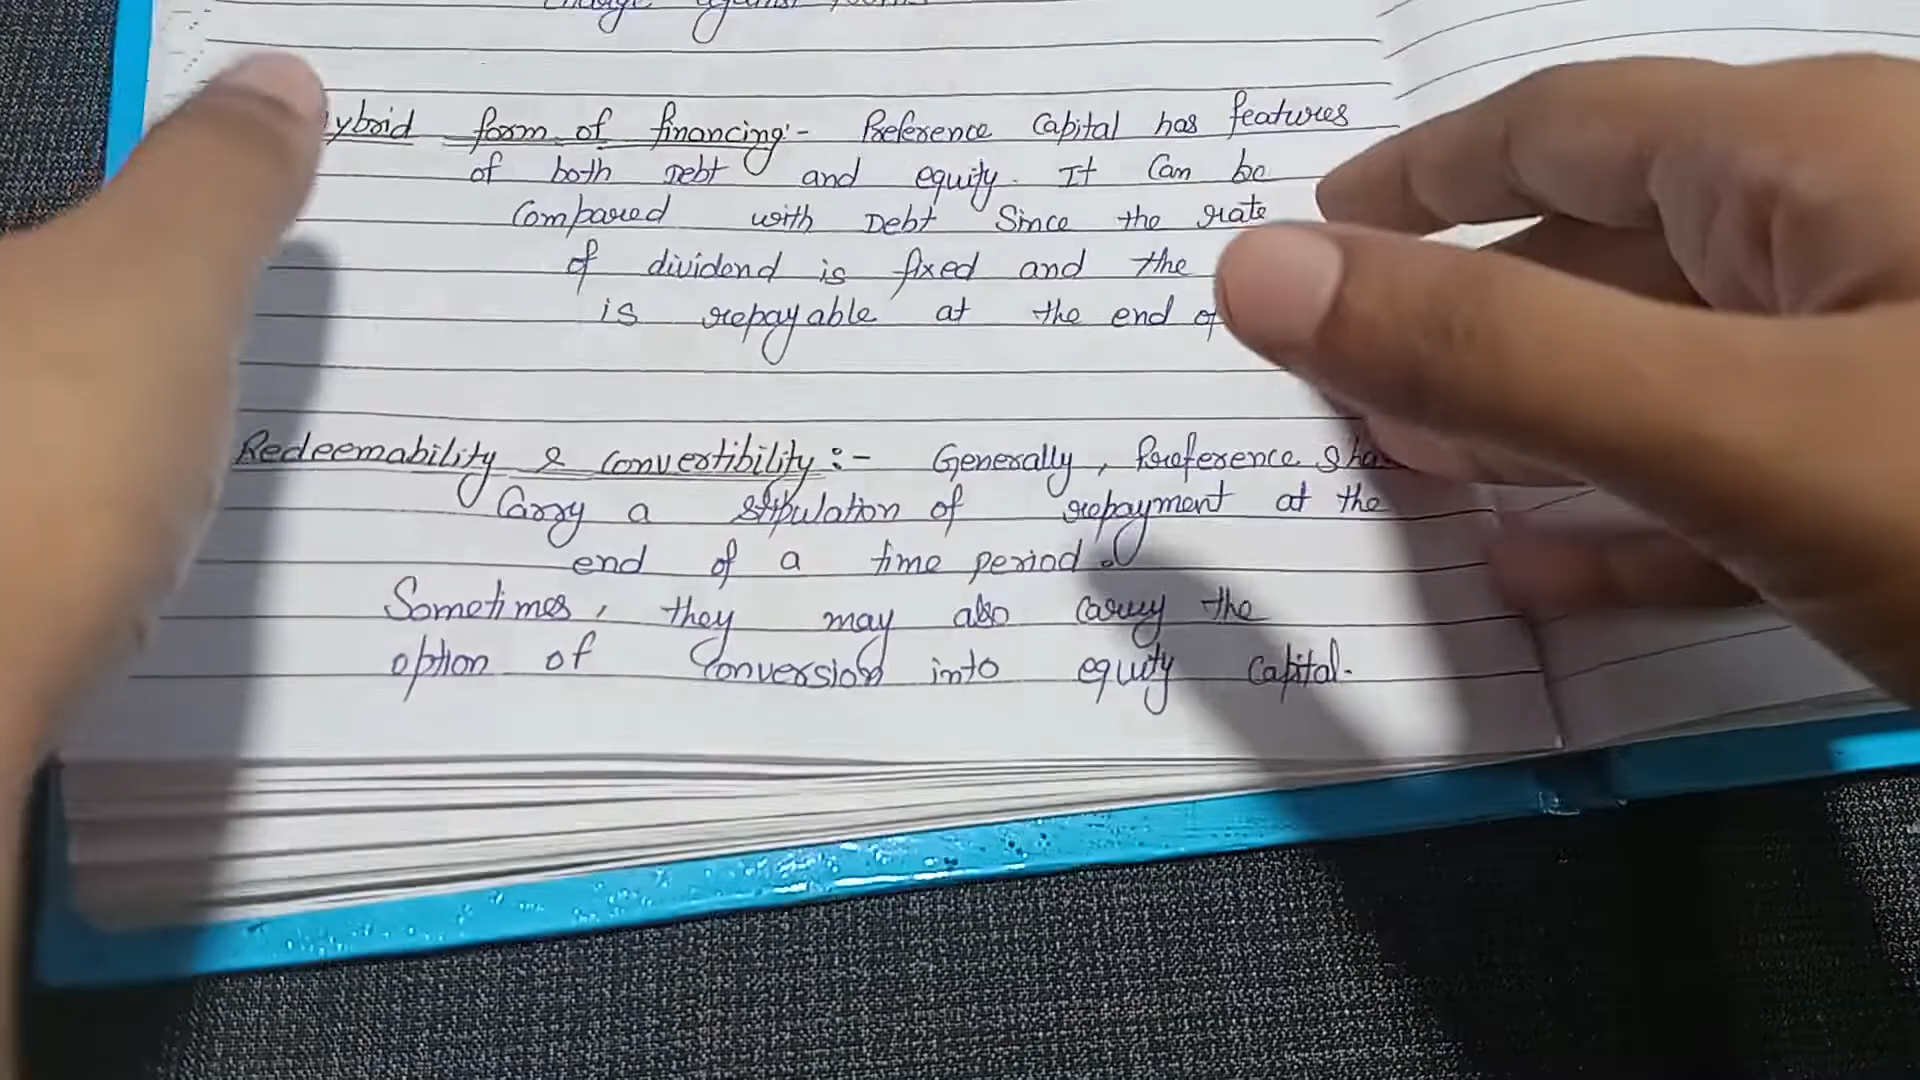 ybrid form of financing:- Preference Capital has features
of both Debt and equity. It Can be
Compared with Debt Since the rate
of dividend is fixed and the
is repayable at the end of
Redeemability & Convertibility :- Generally, Preference Sha
Carry a stipulation of repayment at the
end of a time period.
Sometimes, they may also carry the
option of Conversion into equity Capital.